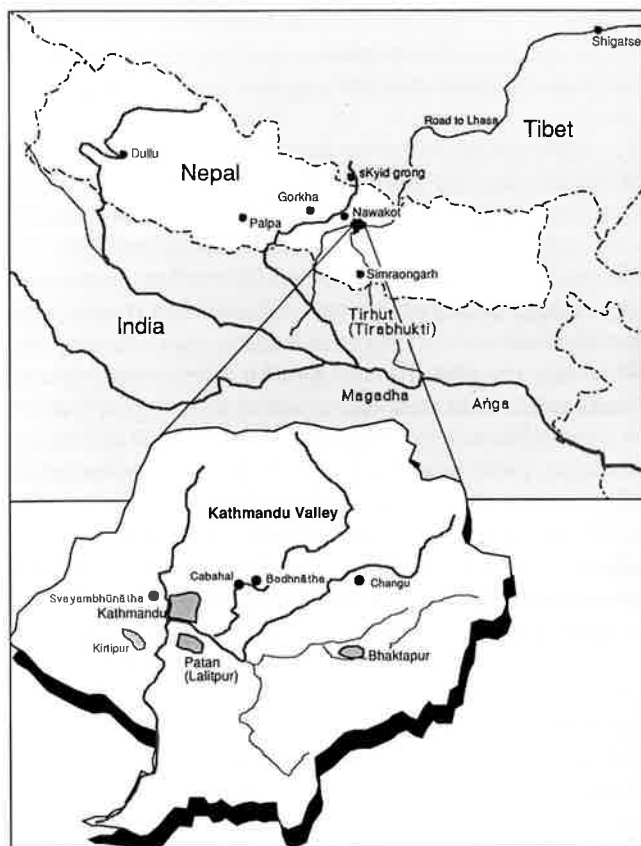 Shigatse
Road to Lhasa
Tibet
Dullu
Nepal
sKyid grong
Gorkha
Nawakot
Palpa
Simraongarh
India
Tirhut
(Tīrabhukti)
Magadha
Aṅga
Kathmandu Valley
Cabahal
Bodhnātha
Changu
Svayambhūnātha
Kathmandu
Kirtipur
Patan
(Lalitpur)
Bhaktapur